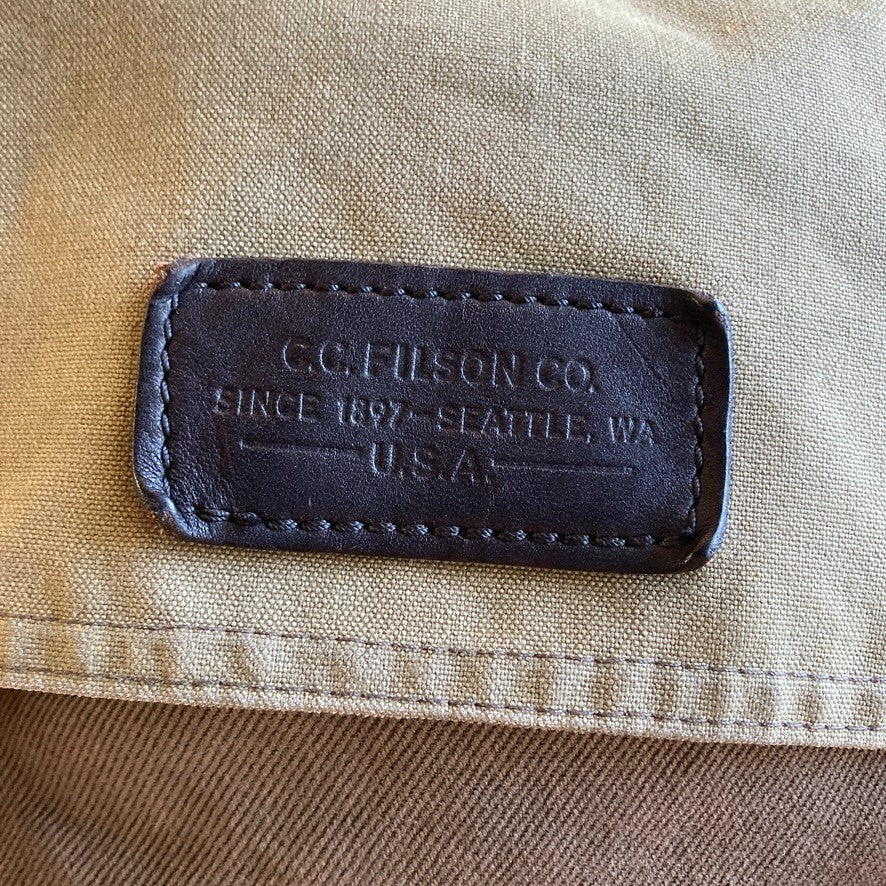 C.C. FILSON CO.
SINCE 1897-SEATTLE, WA
U.S.A.